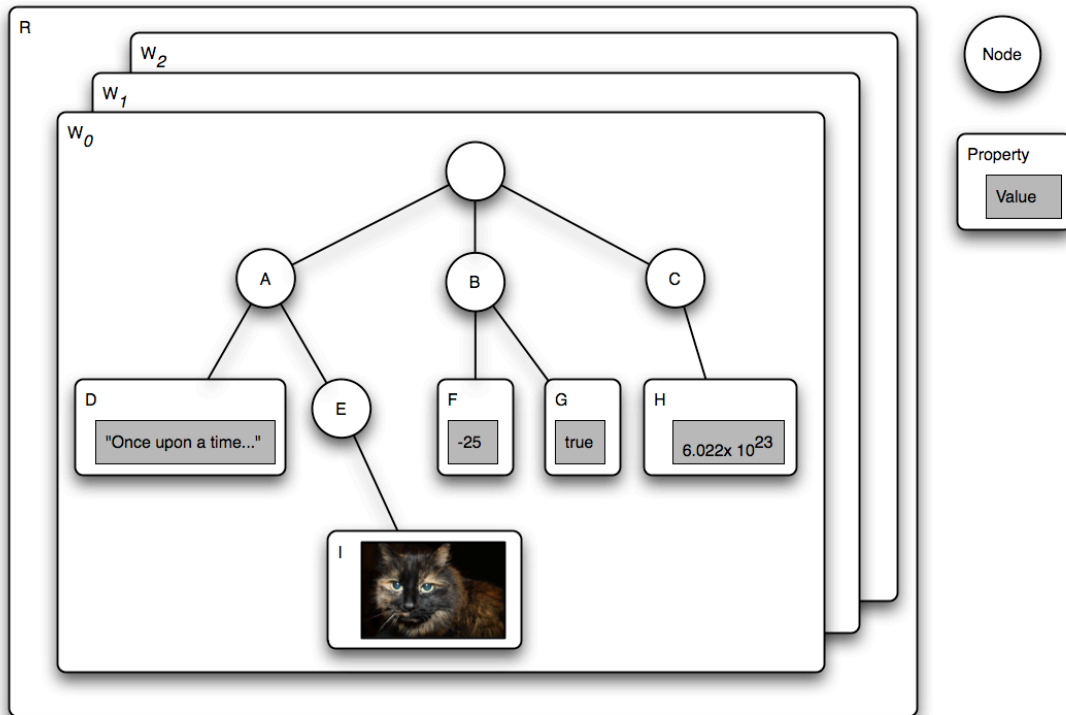 R
W2
W1
W0
Node
Property
Value
A
B
C
D
"Once upon a time..."
E
F
-25
G
true
H
6.022x 10^23
I